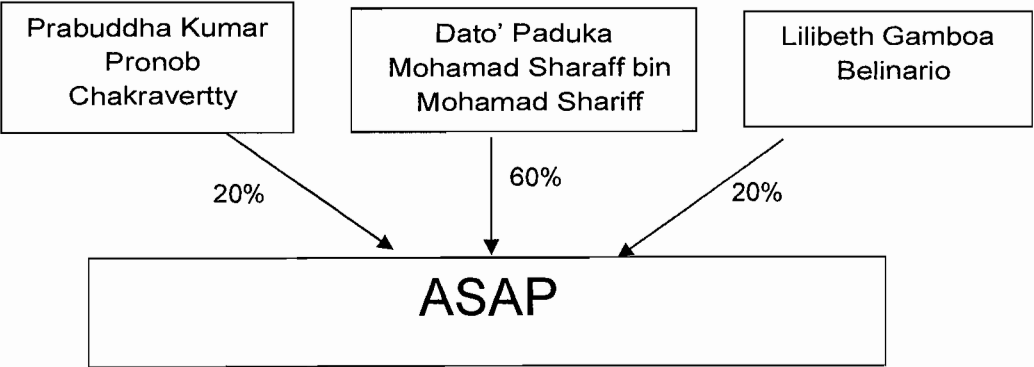 Prabuddha Kumar
Pronob
Chakravertty
Dato' Paduka
Mohamad Sharaff bin
Mohamad Shariff
Lilibeth Gamboa
Belinario
20%
60%
20%
ASAP